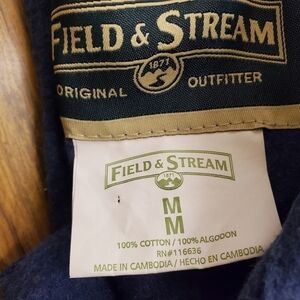 FIELD & STREAM
1871
ORIGINAL OUTFITTER
FIELD & STREAM
1871
M
M
100% COTTON / 100% ALGODON
RN#116636
MADE IN CAMBODIA / HECHO EN CAMBODIA